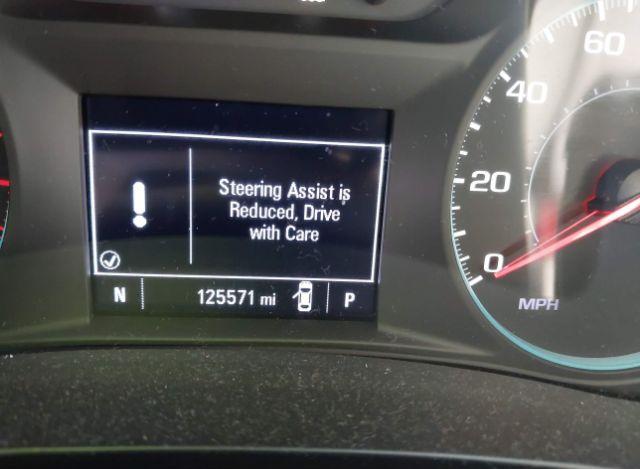 60
40
Steering Assist is
Reduced, Drive
with Care
20
0
N 125571 mi P
MPH